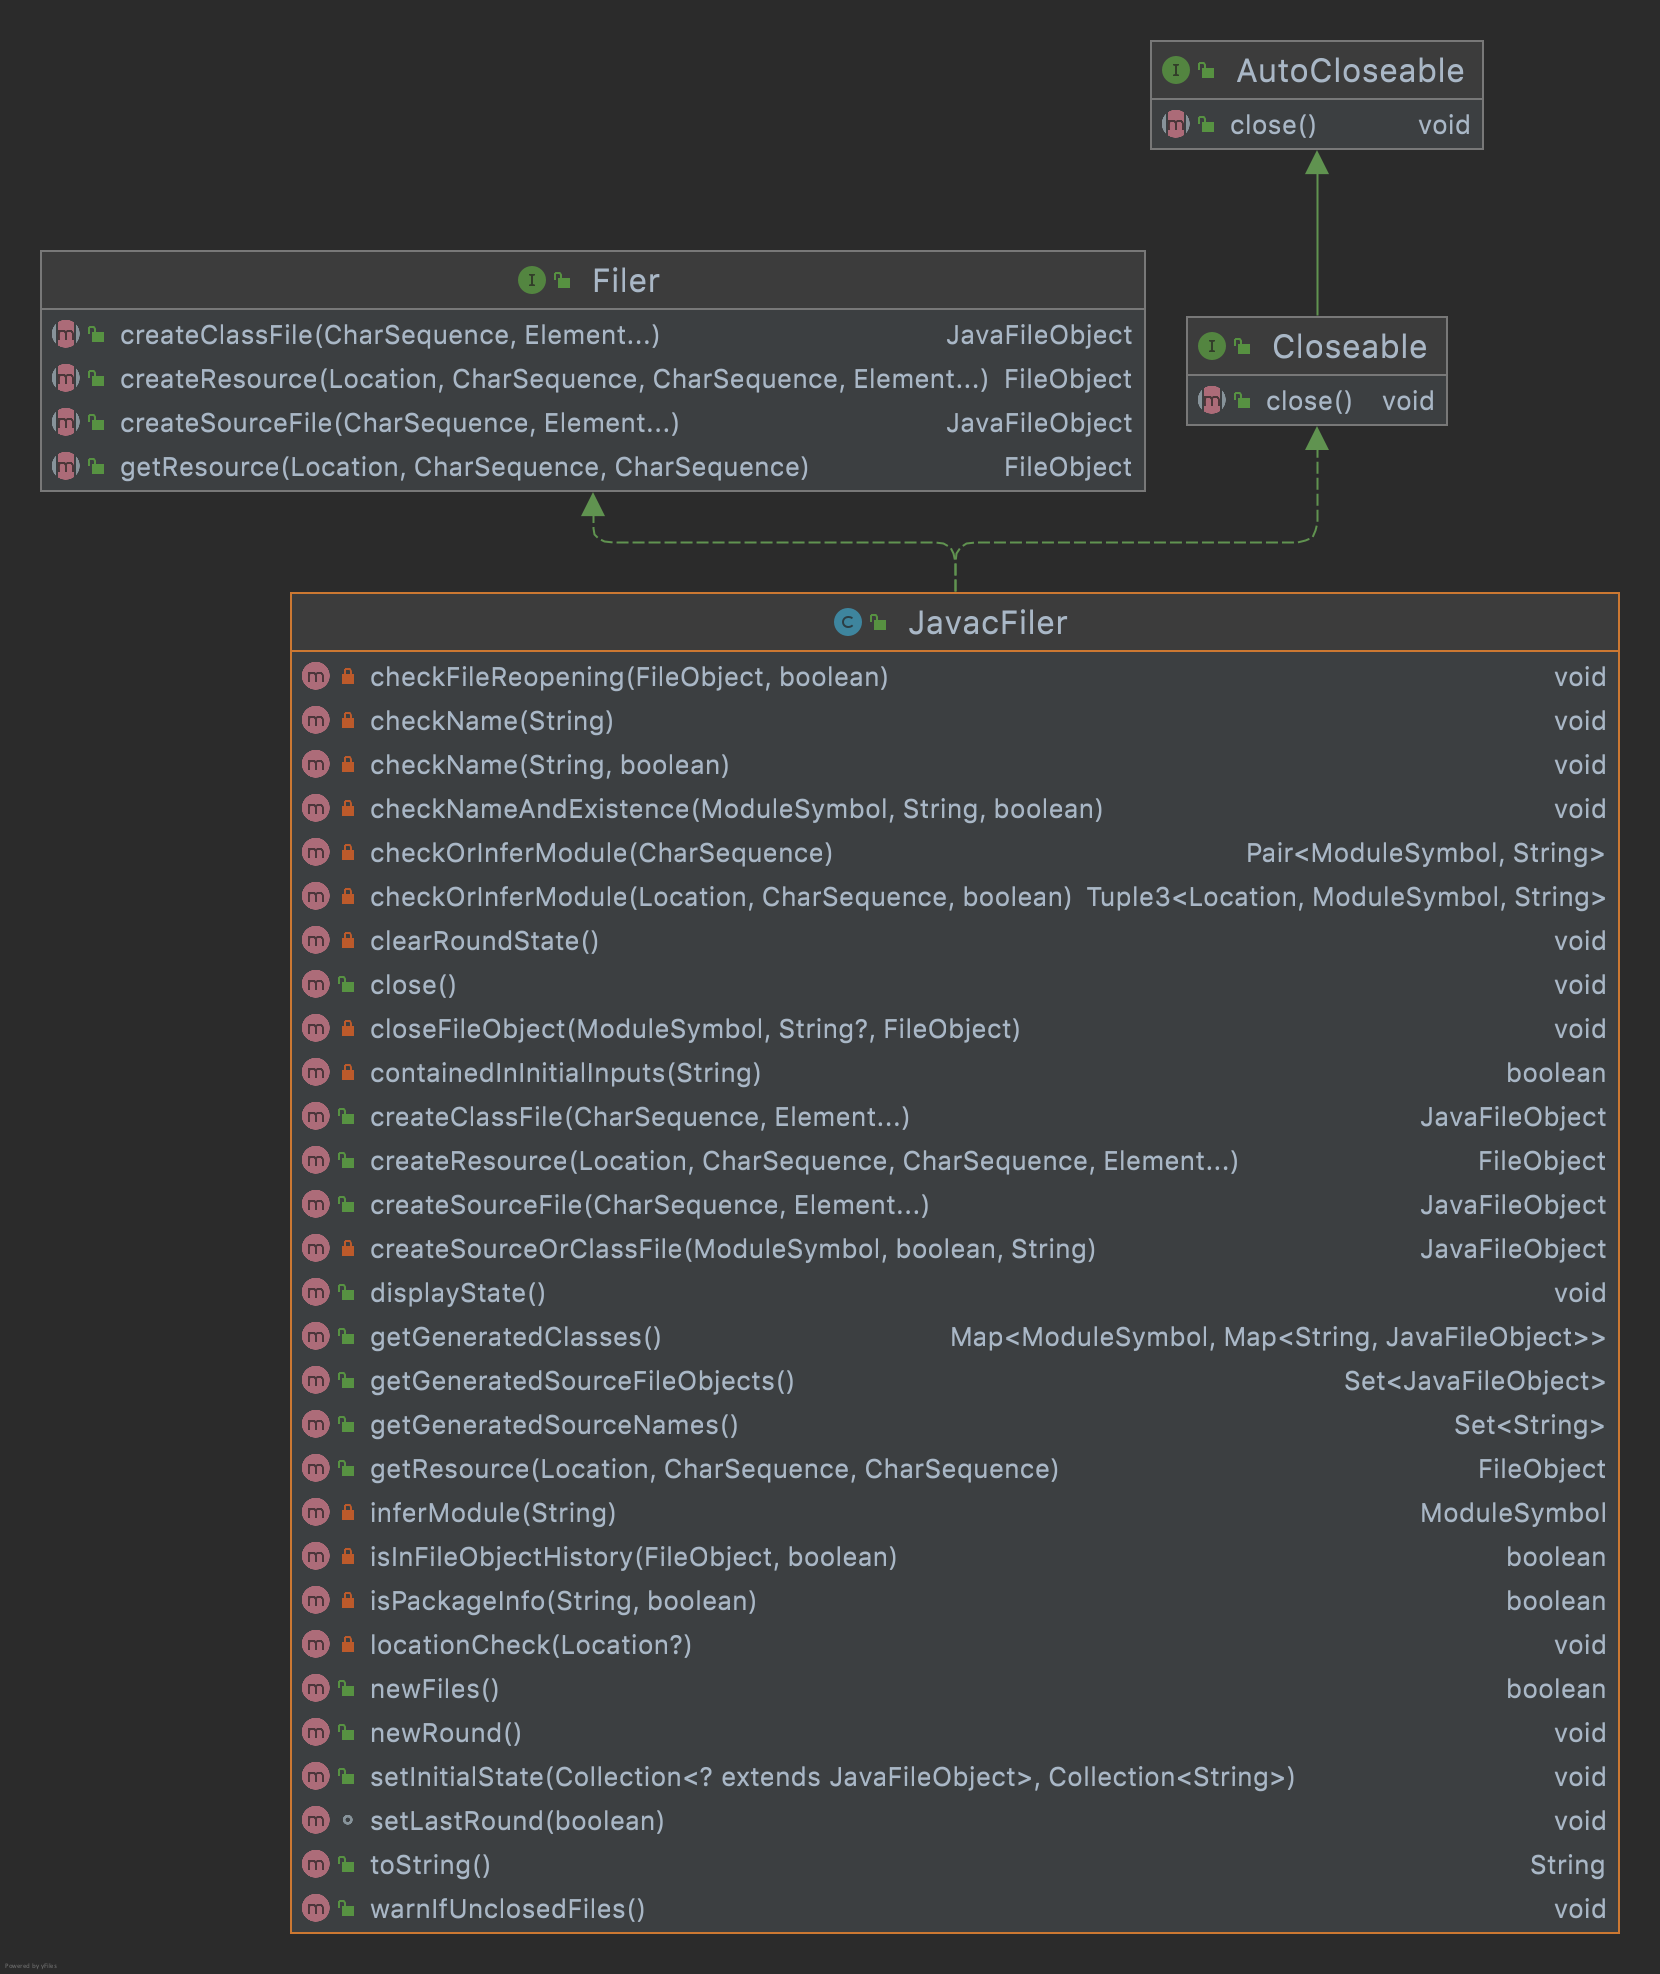 AutoCloseable
close() void
Filer
createClassFile(CharSequence, Element...) JavaFileObject
createResource(Location, CharSequence, CharSequence, Element...) FileObject
createSourceFile(CharSequence, Element...) JavaFileObject
getResource(Location, CharSequence, CharSequence) FileObject
Closeable
close() void
JavacFiler
checkFileReopening(FileObject, boolean) void
checkName(String) void
checkName(String, boolean) void
checkNameAndExistence(ModuleSymbol, String, boolean) void
checkOrInferModule(CharSequence) Pair<ModuleSymbol, String>
checkOrInferModule(Location, CharSequence, boolean) Tuple3<Location, ModuleSymbol, String>
clearRoundState() void
close() void
closeFileObject(ModuleSymbol, String?, FileObject) void
containedInInitialInputs(String) boolean
createClassFile(CharSequence, Element...) JavaFileObject
createResource(Location, CharSequence, CharSequence, Element...) FileObject
createSourceFile(CharSequence, Element...) JavaFileObject
createSourceOrClassFile(ModuleSymbol, boolean, String) JavaFileObject
displayState() void
getGeneratedClasses() Map<ModuleSymbol, Map<String, JavaFileObject>>
getGeneratedSourceFileObjects() Set<JavaFileObject>
getGeneratedSourceNames() Set<String>
getResource(Location, CharSequence, CharSequence) FileObject
inferModule(String) ModuleSymbol
isInFileObjectHistory(FileObject, boolean) boolean
isPackageInfo(String, boolean) boolean
locationCheck(Location?) void
newFiles() boolean
newRound() void
setInitialState(Collection<? extends JavaFileObject>, Collection<String>) void
setLastRound(boolean) void
toString() String
warnIfUnclosedFiles() void
Powered by yFiles